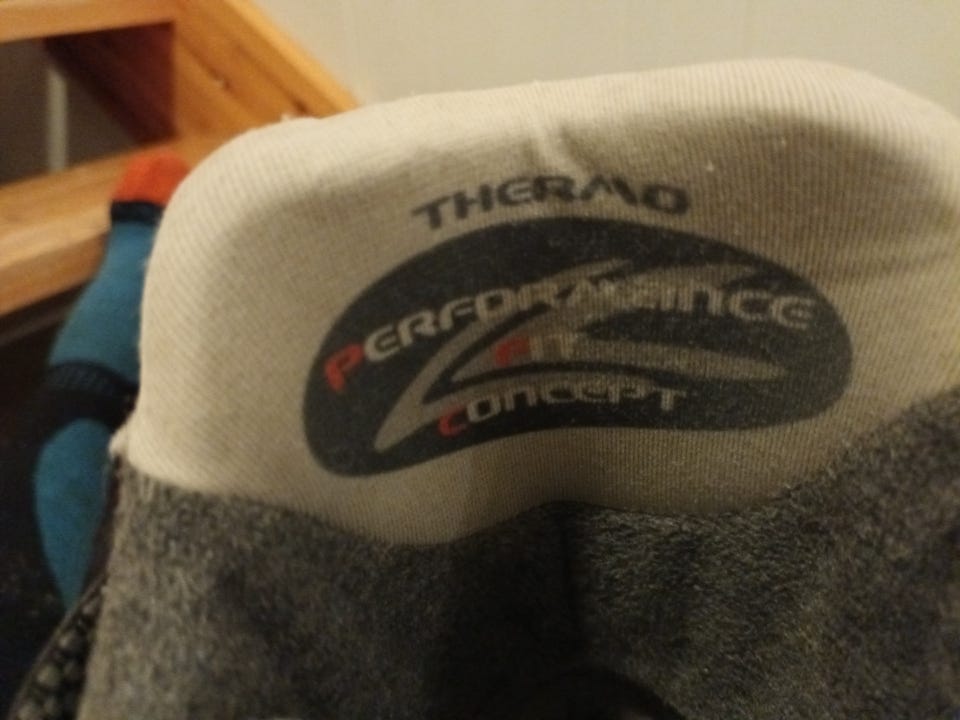 THERMO
PERFORMANCE
FIT
CONCEPT